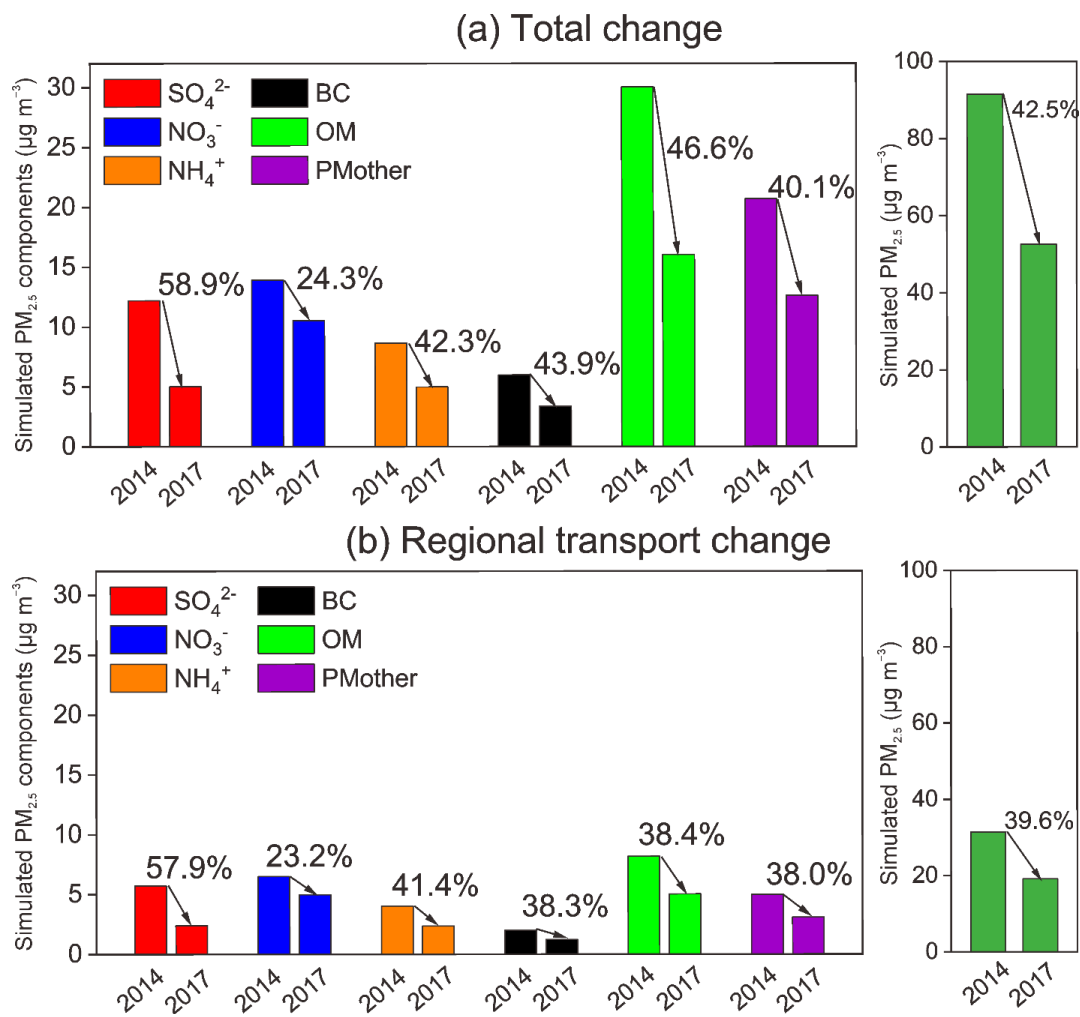 (a) Total change
Simulated PM₂.₅ components (µg m⁻³)
30
25
20
15
10
5
0
SO₄²⁻
NO₃⁻
NH₄⁺
BC
OM
PMother
58.9%
24.3%
42.3%
43.9%
46.6%
40.1%
2014 2017 2014 2017 2014 2017 2014 2017 2014 2017 2014 2017
Simulated PM₂.₅ (µg m⁻³)
100
80
60
40
20
0
42.5%
2014 2017
(b) Regional transport change
Simulated PM₂.₅ components (µg m⁻³)
30
25
20
15
10
5
0
SO₄²⁻
NO₃⁻
NH₄⁺
BC
OM
PMother
57.9%
23.2%
41.4%
38.3%
38.4%
38.0%
2014 2017 2014 2017 2014 2017 2014 2017 2014 2017 2014 2017
Simulated PM₂.₅ (µg m⁻³)
100
80
60
40
20
0
39.6%
2014 2017